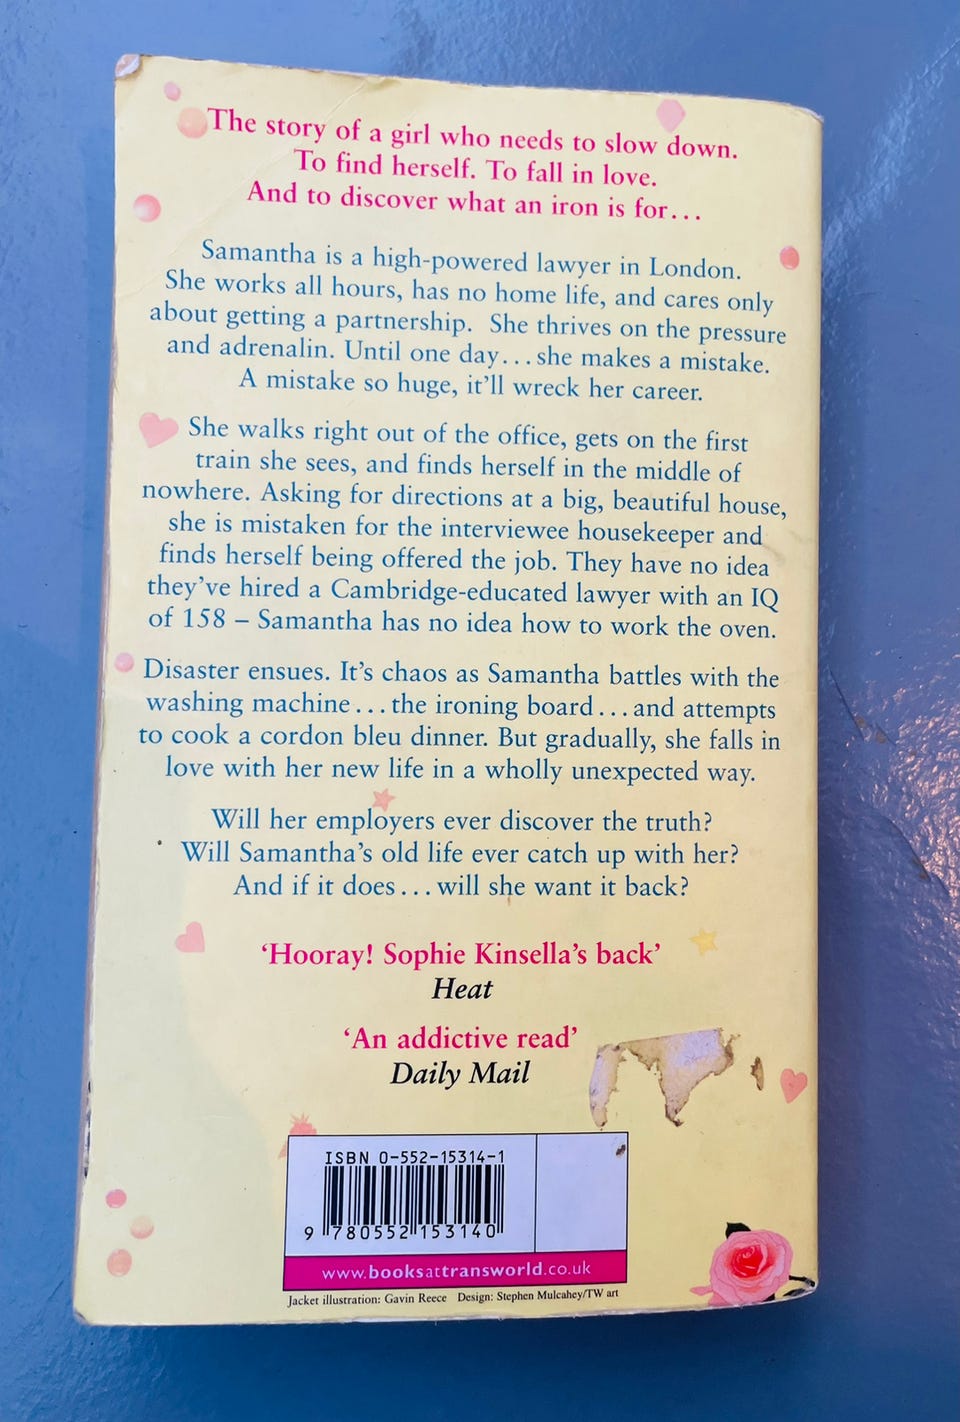 The story of a girl who needs to slow down.
To find herself. To fall in love.
And to discover what an iron is for...
Samantha is a high-powered lawyer in London.
She works all hours, has no home life, and cares only
about getting a partnership. She thrives on the pressure
and adrenalin. Until one day...she makes a mistake.
A mistake so huge, it'll wreck her career.
She walks right out of the office, gets on the first
train she sees, and finds herself in the middle of
nowhere. Asking for directions at a big, beautiful house,
she is mistaken for the interviewee housekeeper and
finds herself being offered the job. They have no idea
they've hired a Cambridge-educated lawyer with an IQ
of 158 – Samantha has no idea how to work the oven.
Disaster ensues. It's chaos as Samantha battles with the
washing machine...the ironing board...and attempts
to cook a cordon bleu dinner. But gradually, she falls in
love with her new life in a wholly unexpected way.
Will her employers ever discover the truth?
Will Samantha's old life ever catch up with her?
And if it does...will she want it back?
'Hooray! Sophie Kinsella's back'
Heat
'An addictive read'
Daily Mail
ISBN 0-552-15314-1
9 780552 153140
www.booksattransworld.co.uk
Jacket illustration: Gavin Reece Design: Stephen Mulcahey/TW art